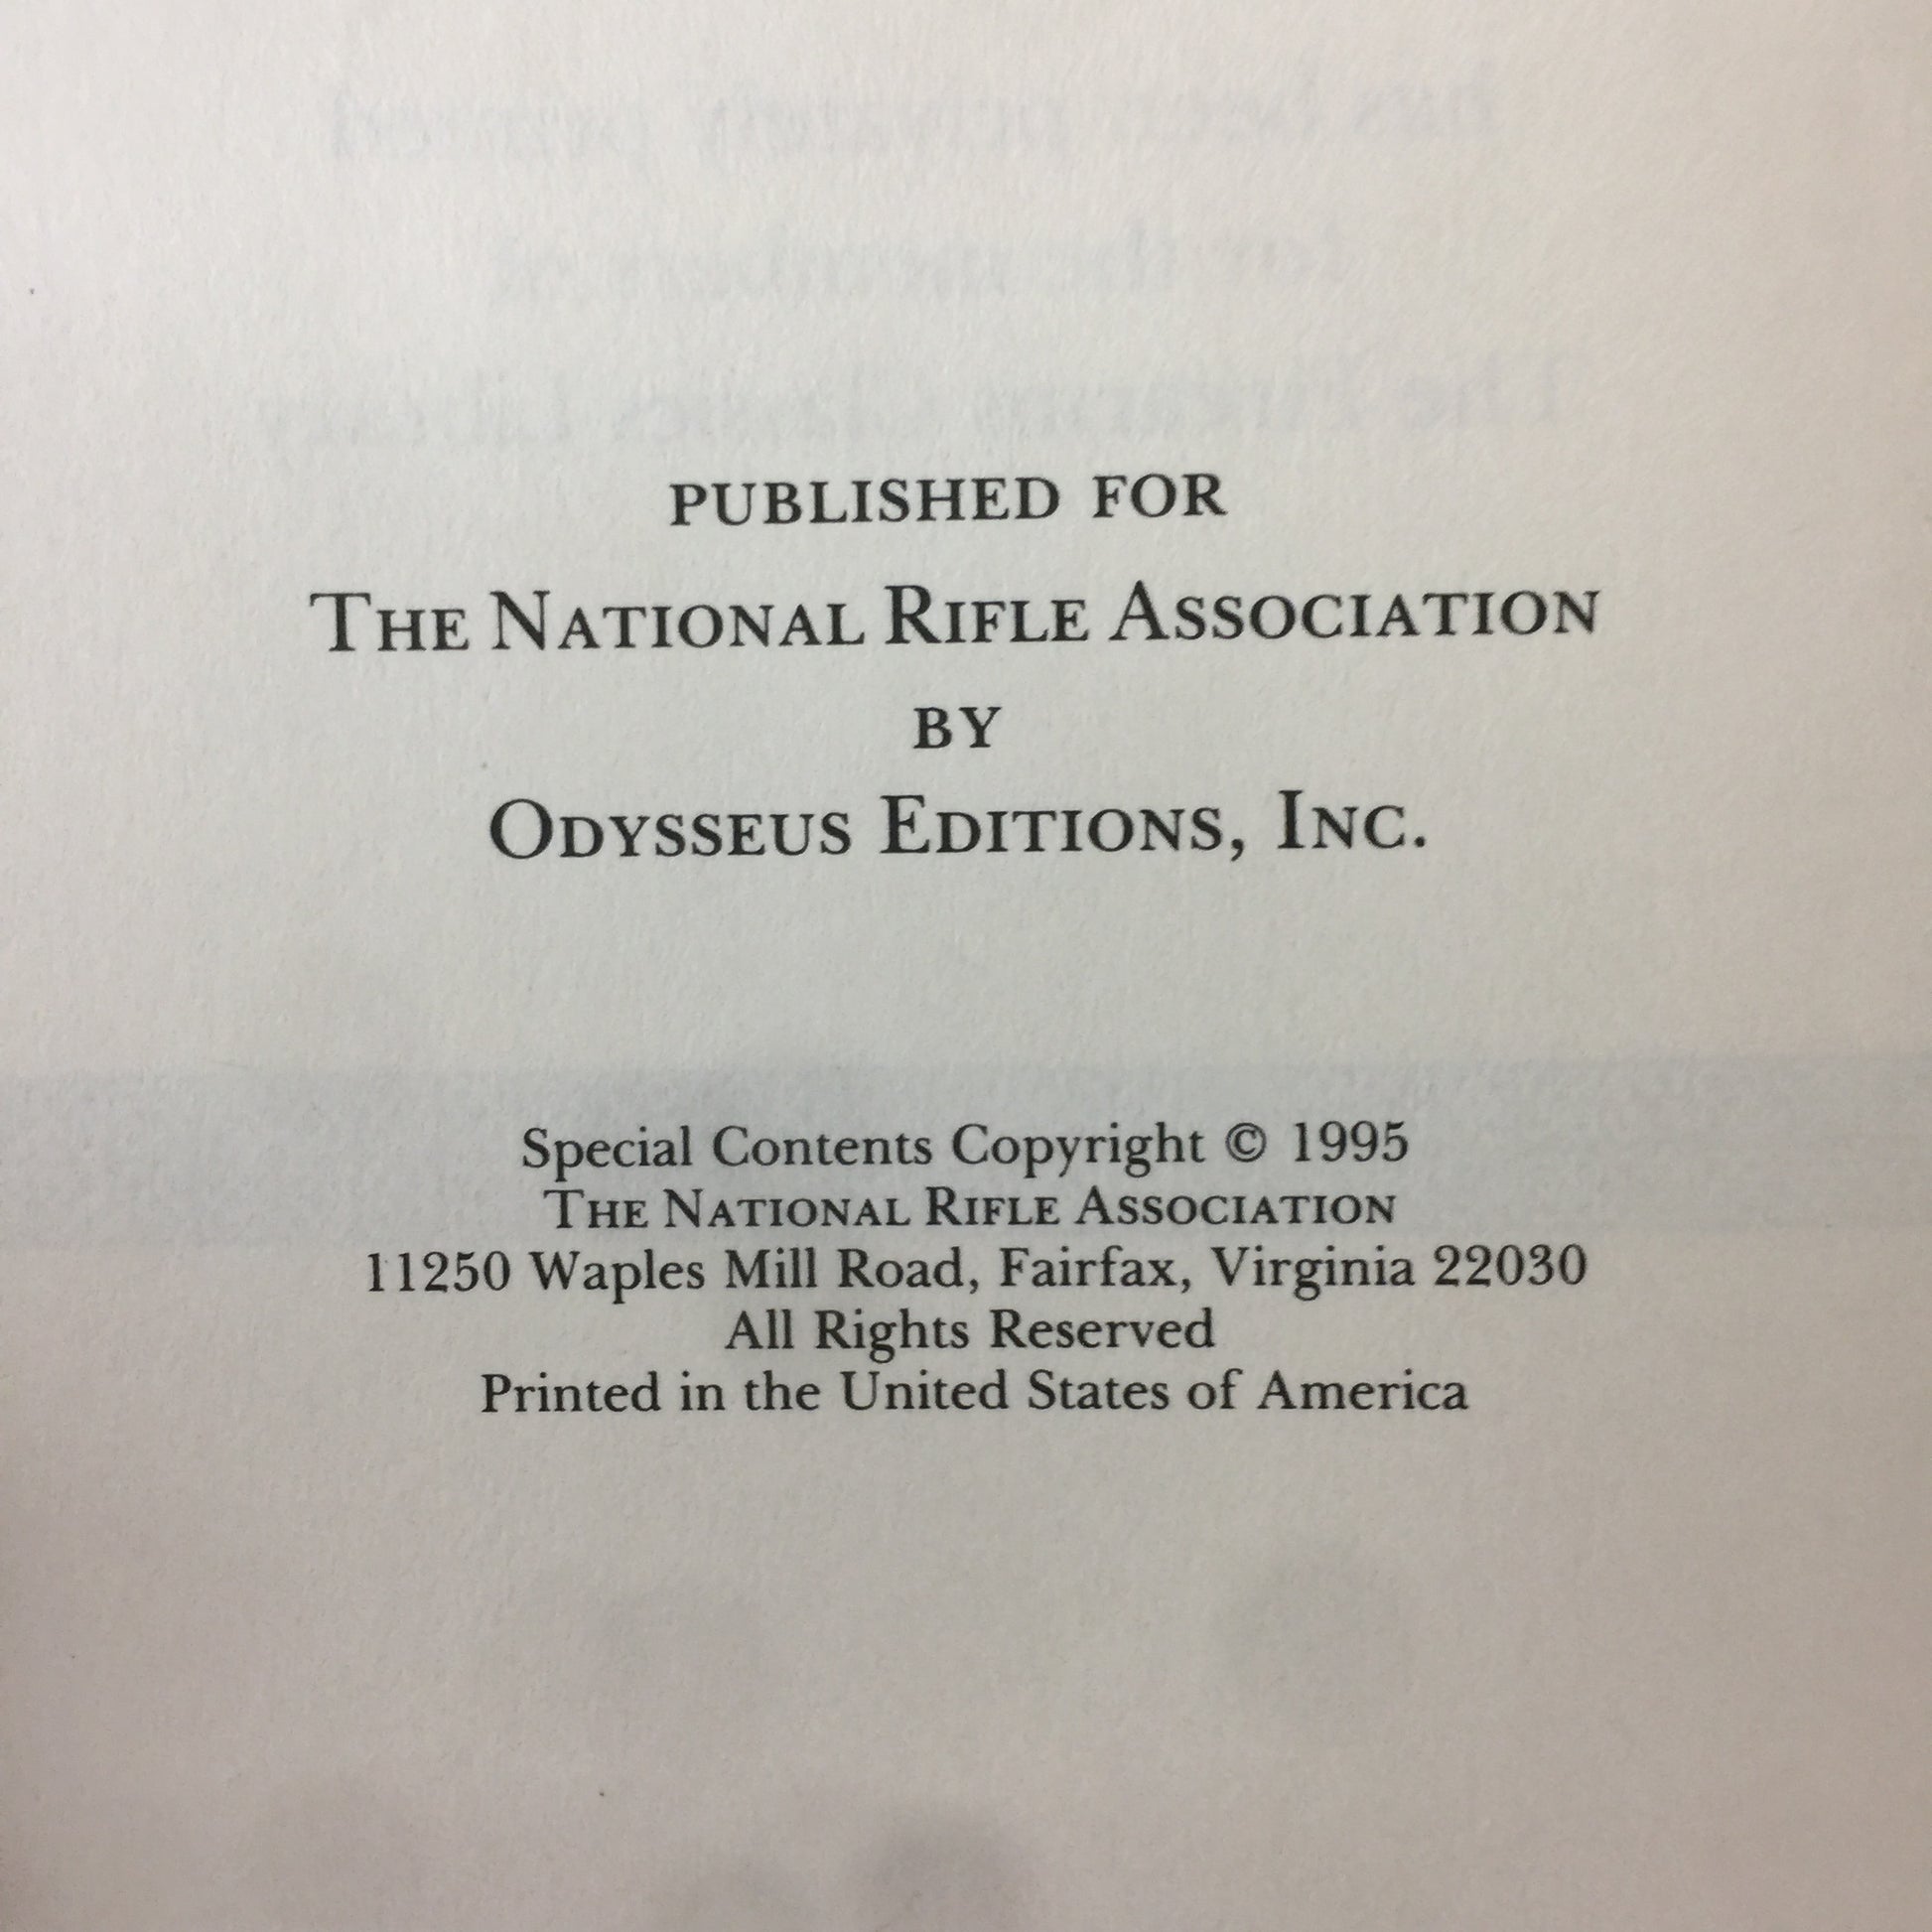 PUBLISHED FOR
THE NATIONAL RIFLE ASSOCIATION
BY
ODYSSEUS EDITIONS, INC.
Special Contents Copyright © 1995
THE NATIONAL RIFLE ASSOCIATION
11250 Waples Mill Road, Fairfax, Virginia 22030
All Rights Reserved
Printed in the United States of America